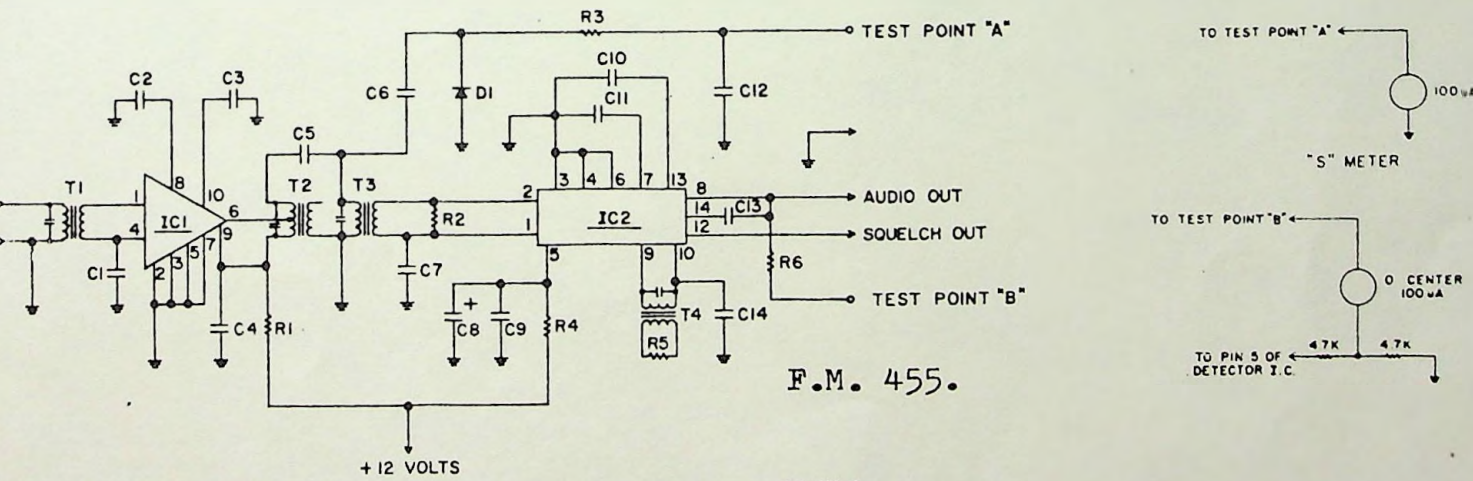 R3
TEST POINT "A"
C10
C2
C3
C6
D1
C11
C12
C5
T1
T2
T3
1
8
10
IC1
6
4
9
2
3
5
7
C1
C4
R1
R2
2
1
C7
3
4
6
7
13
IC2
8
14
12
C13
AUDIO OUT
SQUELCH OUT
5
9
10
R6
TEST POINT "B"
+
C8
C9
R4
T4
R5
C14
F.M. 455.
+12 VOLTS
TO TEST POINT "A"
100 uA
"S" METER
TO TEST POINT "B"
O CENTER
100 uA
4.7K
4.7K
TO PIN 5 OF
DETECTOR I.C.